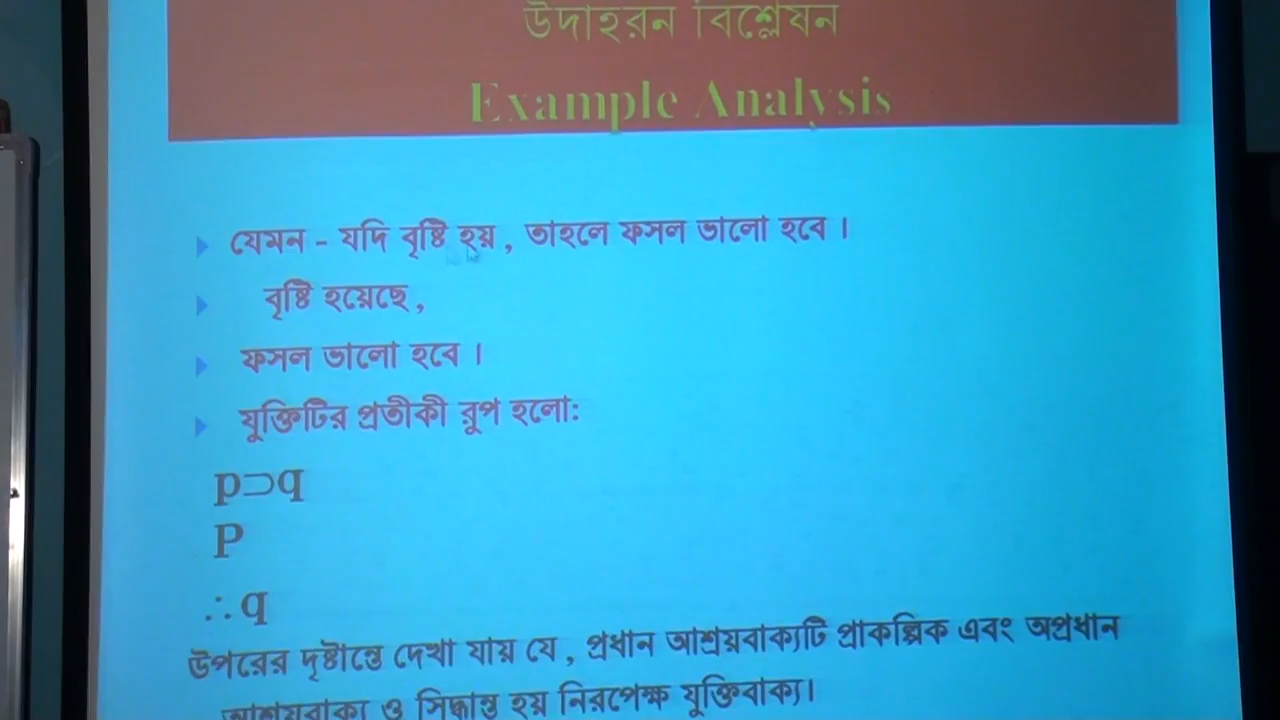 উদাহরন বিশ্লেষন
Example Analysis
যেমন - যদি বৃষ্টি হয়, তাহলে ফসল ভালো হবে ।
বৃষ্টি হয়েছে,
ফসল ভালো হবে ।
যুক্তিটির প্রতীকী রুপ হলো:
p⊃q
P
∴ q
উপরের দৃষ্টান্তে দেখা যায় যে, প্রধান আশ্রয়বাক্যটি প্রাকল্পিক এবং অপ্রধান
আশ্রয়বাক্য ও সিদ্ধান্ত হয় নিরপেক্ষ যুক্তিবাক্য।